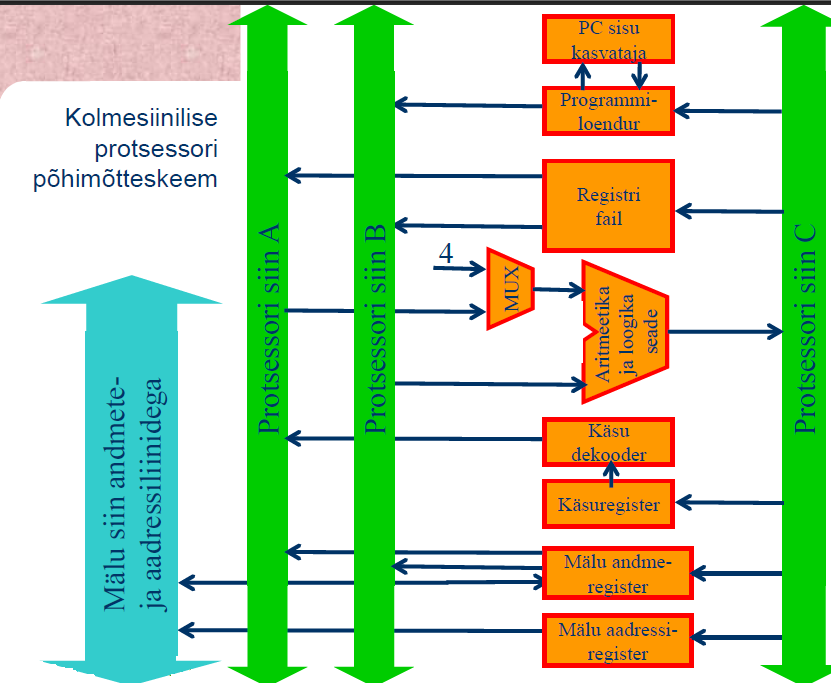 Kolmesiinilise
protsessori
põhimõtteskeem
Mälu siin andmete-
ja aadressiliinidega
Protsessori siin A
Protsessori siin B
PC sisu
kasvataja
Programmi-
loendur
Registri
fail
4
MUX
Aritmeetika
ja loogika
seade
Käsu
dekooder
Käsuregister
Mälu andme-
register
Mälu aadressi-
register
Protsessori siin C